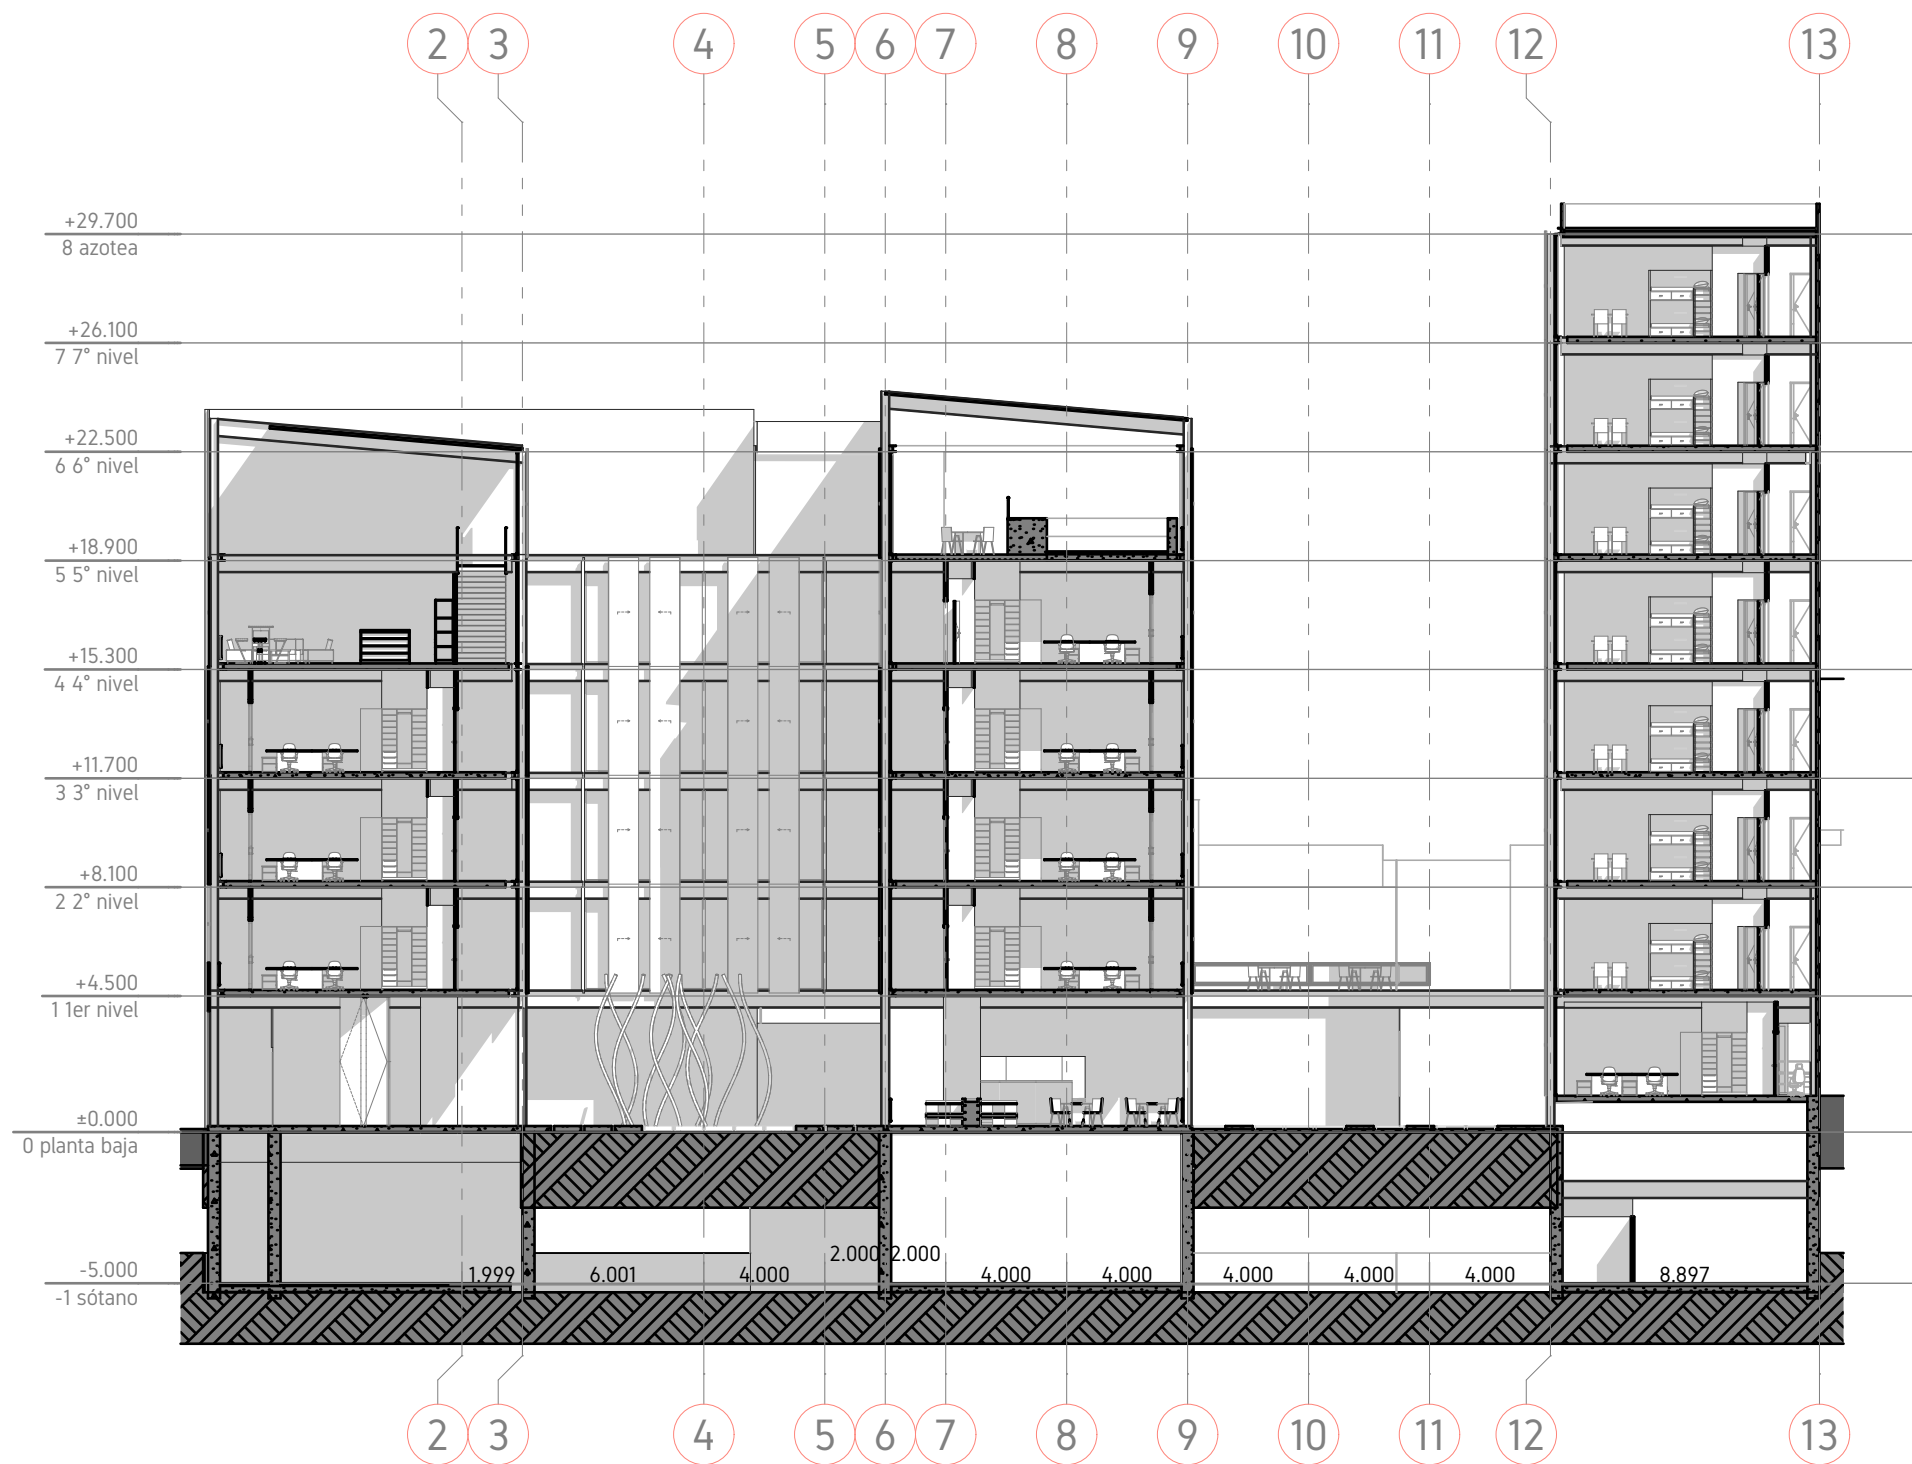 2 3 4 5 6 7 8 9 10 11 12 13
+29.700
8 azotea
+26.100
7 7° nivel
+22.500
6 6° nivel
+18.900
5 5° nivel
+15.300
4 4° nivel
+11.700
3 3° nivel
+8.100
2 2° nivel
+4.500
1 1er nivel
±0.000
0 planta baja
2.000 2.000
-5.000
1.999 6.001 4.000 4.000 4.000 4.000 4.000 4.000 8.897
-1 sótano
2 3 4 5 6 7 8 9 10 11 12 13